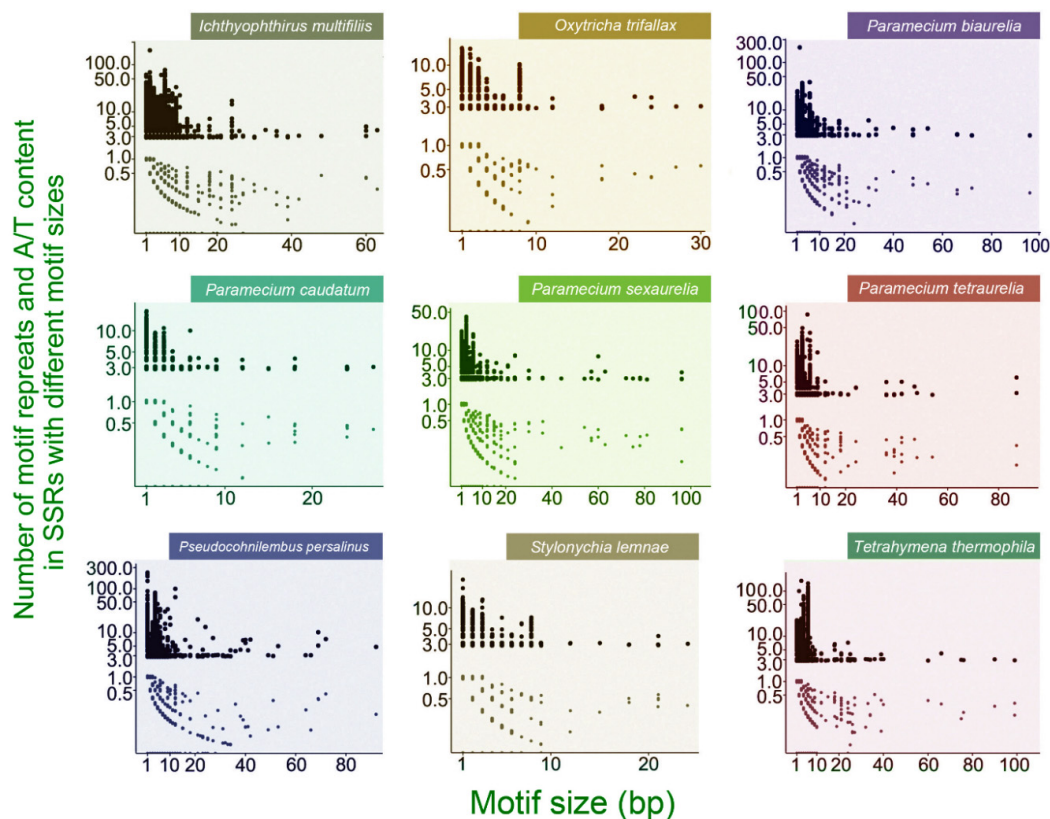 Number of motif repreats and A/T content
in SSRs with different motif sizes
Ichthyophthirus multifiliis
100.0
50.0
10.0
5.0
3.0
1.0
0.5
1 10 20 40 60
Oxytricha trifallax
10.0
5.0
3.0
1.0
0.5
1 10 20 30
Paramecium biaurelia
300.0
100.0
50.0
10.0
5.0
3.0
1.0
0.5
1 10 20 40 60 80 100
Paramecium caudatum
10.0
5.0
3.0
1.0
0.5
1 10 20
Paramecium sexaurelia
50.0
10.0
5.0
3.0
1.0
0.5
1 10 20 40 60 80 100
Paramecium tetraurelia
100.0
50.0
10.0
5.0
3.0
1.0
0.5
1 10 20 40 60 80
Pseudocohnilembus persalinus
300.0
100.0
50.0
10.0
5.0
3.0
1.0
0.5
1 10 20 40 60 80
Stylonychia lemnae
10.0
5.0
3.0
1.0
0.5
1 10 20
Tetrahymena thermophila
100.0
50.0
10.0
5.0
3.0
1.0
0.5
1 10 20 40 60 80 100
Motif size (bp)